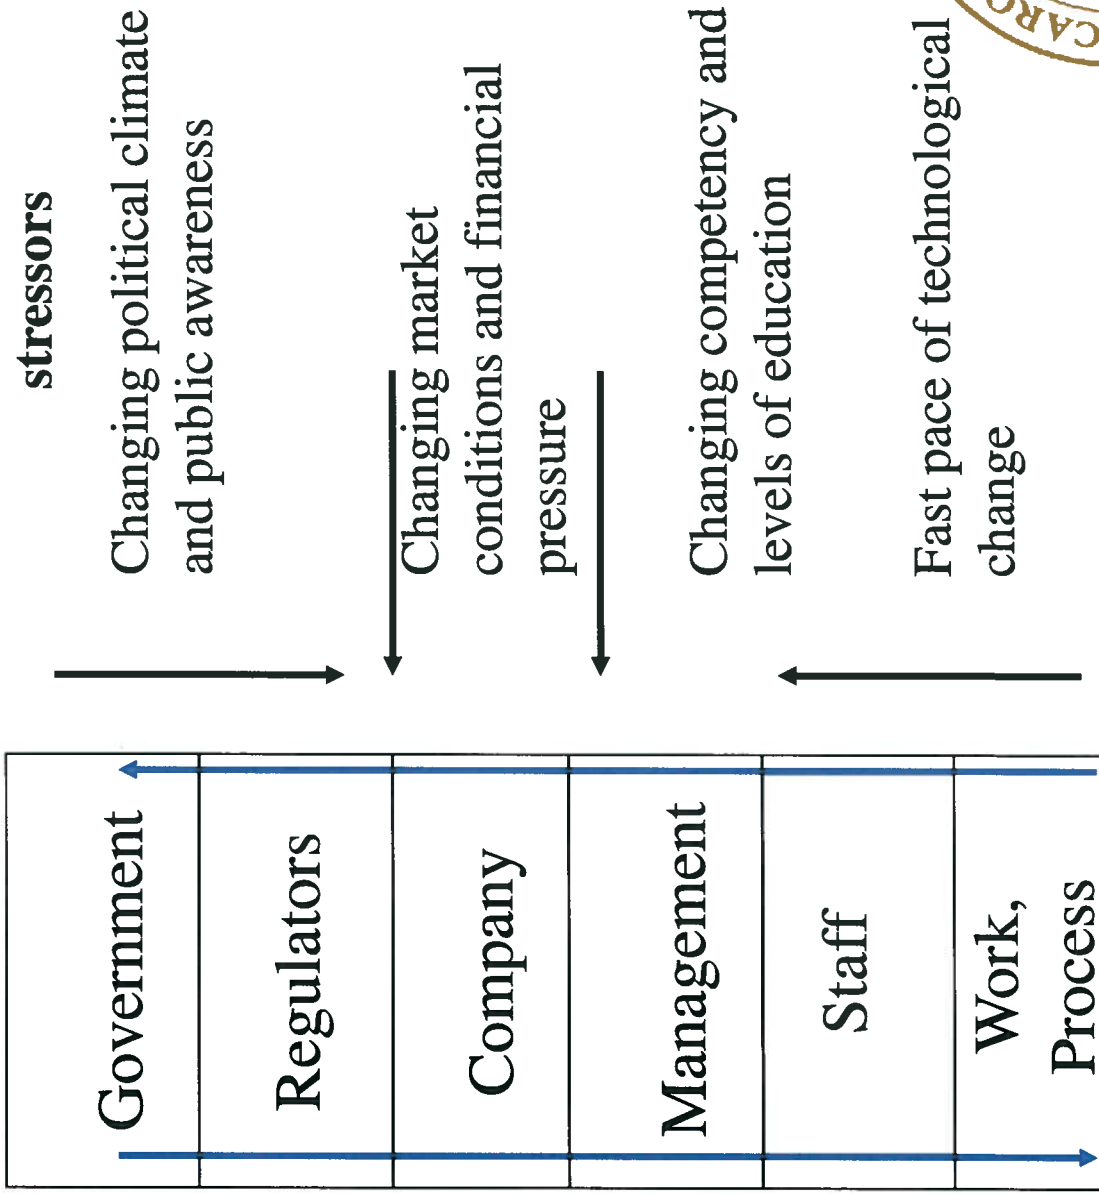 stressors
Government
Regulators
Company
Management
Staff
Work,
Process
Changing political climate
and public awareness
Changing market
conditions and financial
pressure
Changing competency and
levels of education
Fast pace of technological
change
CARO